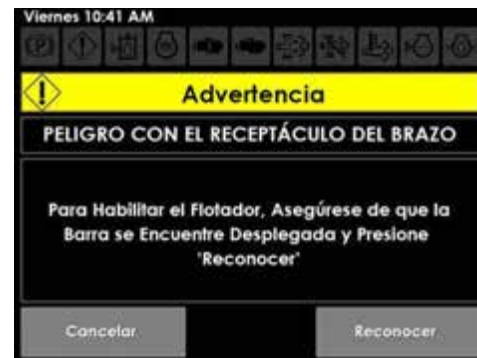 Viernes 10:41 AM
Advertencia
PELIGRO CON EL RECEPTÁCULO DEL BRAZO
Para Habilitar el Flotador, Asegúrese de que la
Barra se Encuentre Desplegada y Presione
'Reconocer'
Cancelar
Reconocer